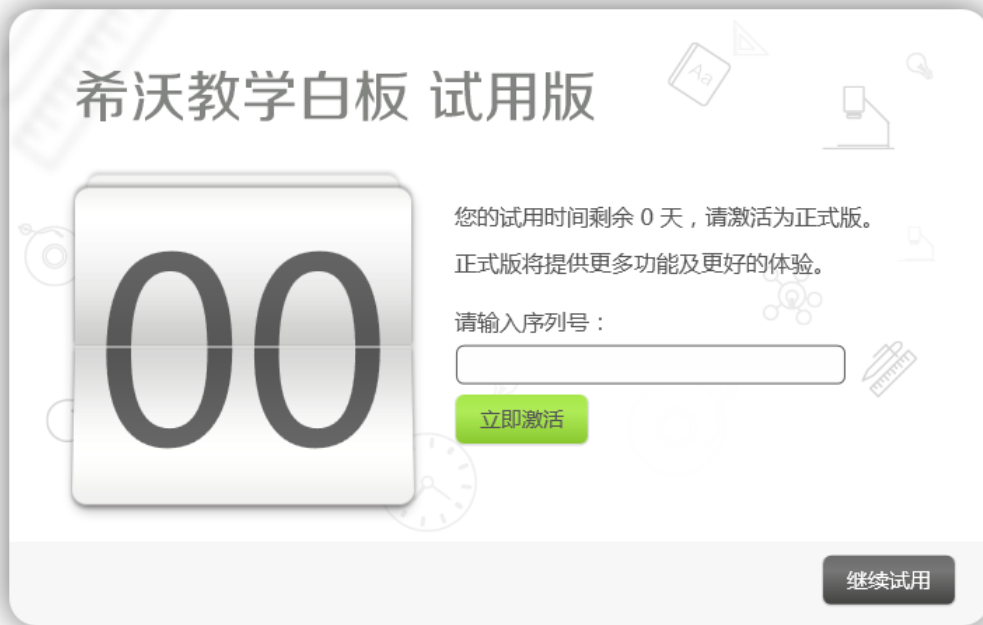 希沃教学白板 试用版
Aa
00
您的试用时间剩余 0 天，请激活为正式版。
正式版将提供更多功能及更好的体验。
请输入序列号：
立即激活
继续试用